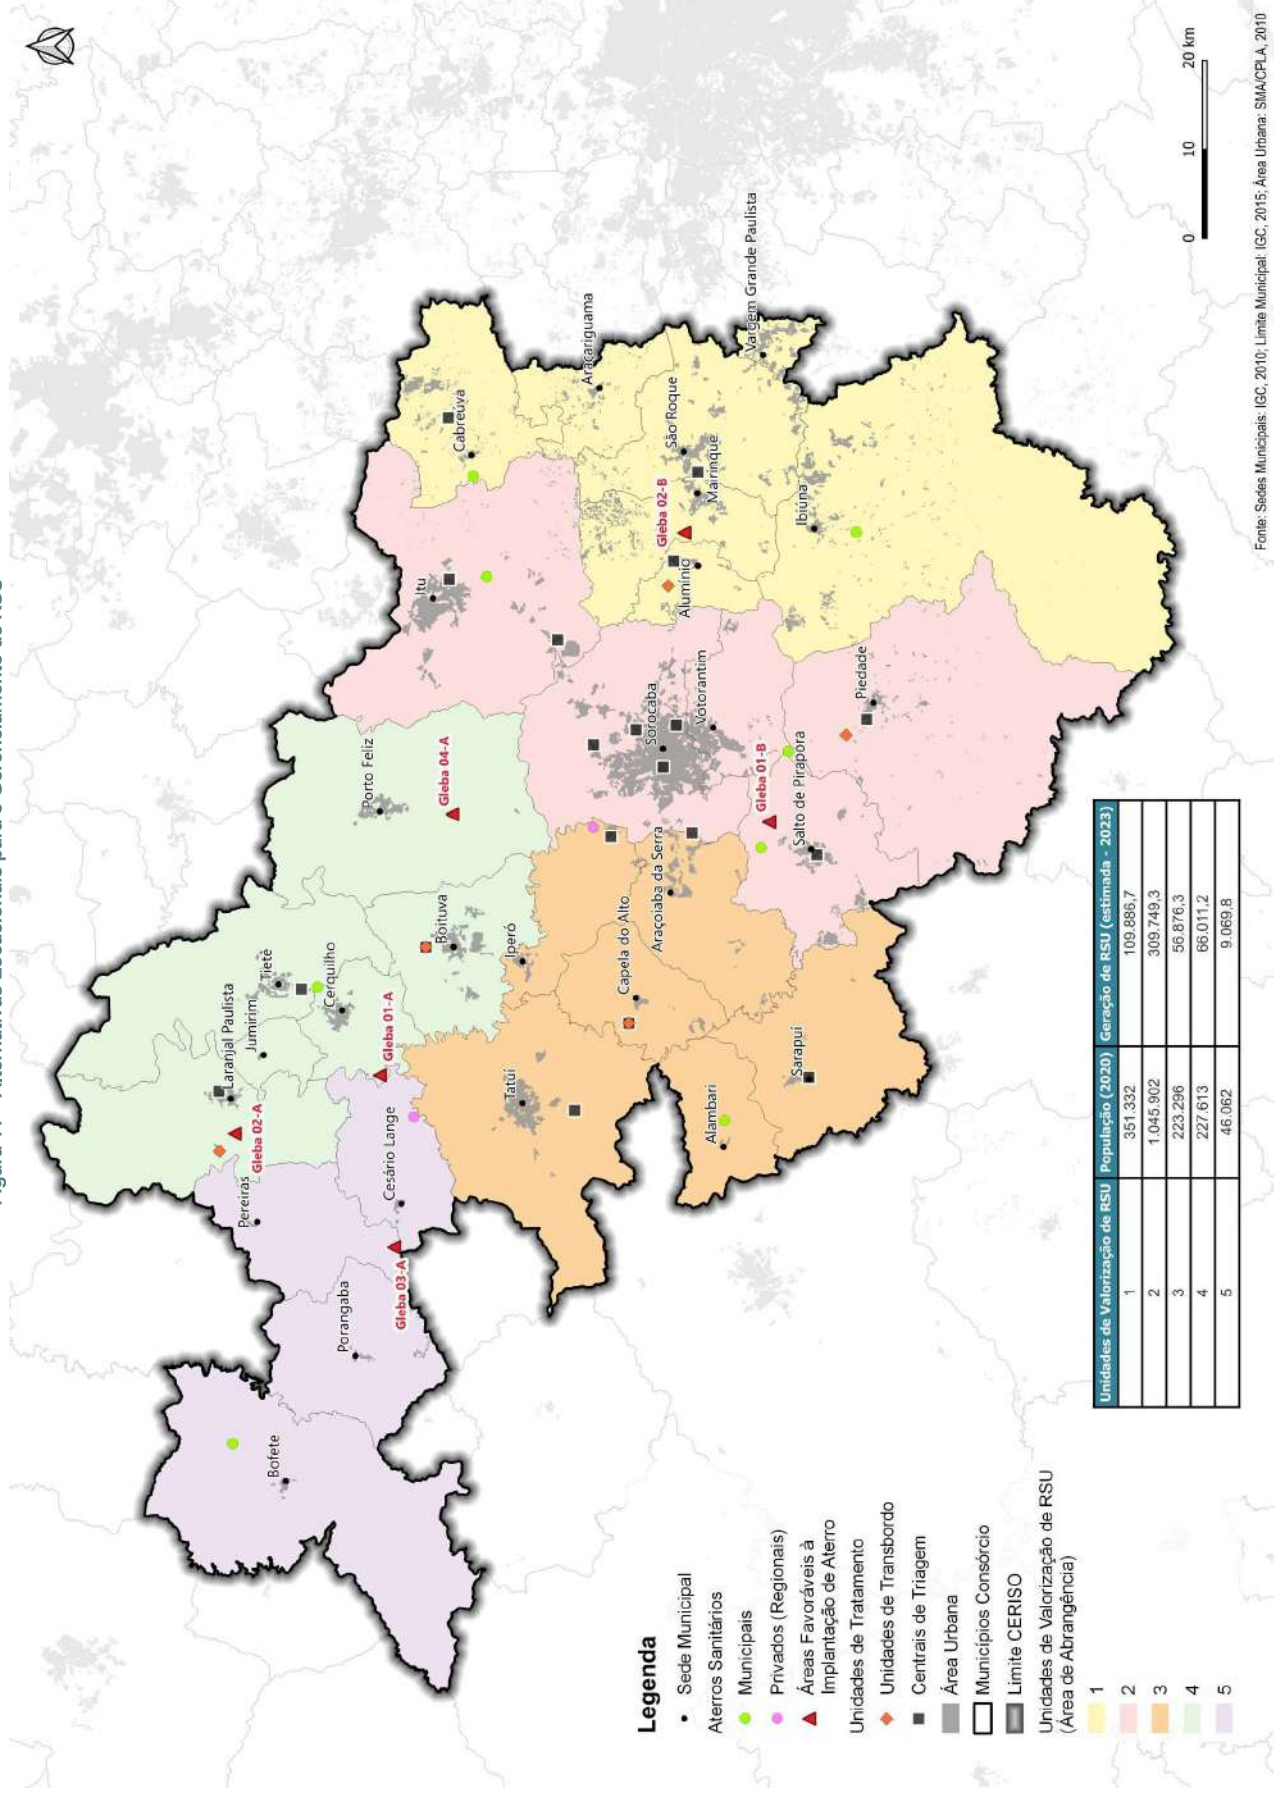 Pereiras
Gleba 02-A
Laranjal Paulista
Jumirim
Tietê
Cerquilho
Gleba 01-A
Cesário Lange
Gleba 03-A
Porangaba
Bofete
Porto Feliz
Gleba 04-A
Boituva
Iperó
Tatuí
Capela do Alto
Araçoiaba da Serra
Alambari
Sarapuí
Itu
Cabreúva
Araçariguama
São Roque
Mairinque
Gleba 02-B
Alumínio
Vargem Grande Paulista
Ibiúna
Sorocaba
Votorantim
Gleba 01-B
Salto de Pirapora
Piedade
0 10 20 km
Legenda
Sede Municipal
Aterros Sanitários
Municipais
Privados (Regionais)
Áreas Favoráveis à
Implantação de Aterro
Unidades de Tratamento
Unidades de Transbordo
Centrais de Triagem
Área Urbana
Municípios Consórcio
Limite CERISO
Unidades de Valorização de RSU
(Área de Abrangência)
1
2
3
4
5
Unidades de Valorização de RSU População (2020) Geração de RSU (estimada - 2023)
1 351.332 109.886,7
2 1.045.902 309.749,3
3 223.296 56.876,3
4 227.613 66.011,2
5 46.062 9.069,8
Fonte: Sedes Municipais: IGC, 2010; Limite Municipal: IGC, 2015; Área Urbana: SMA/CPLA, 2010